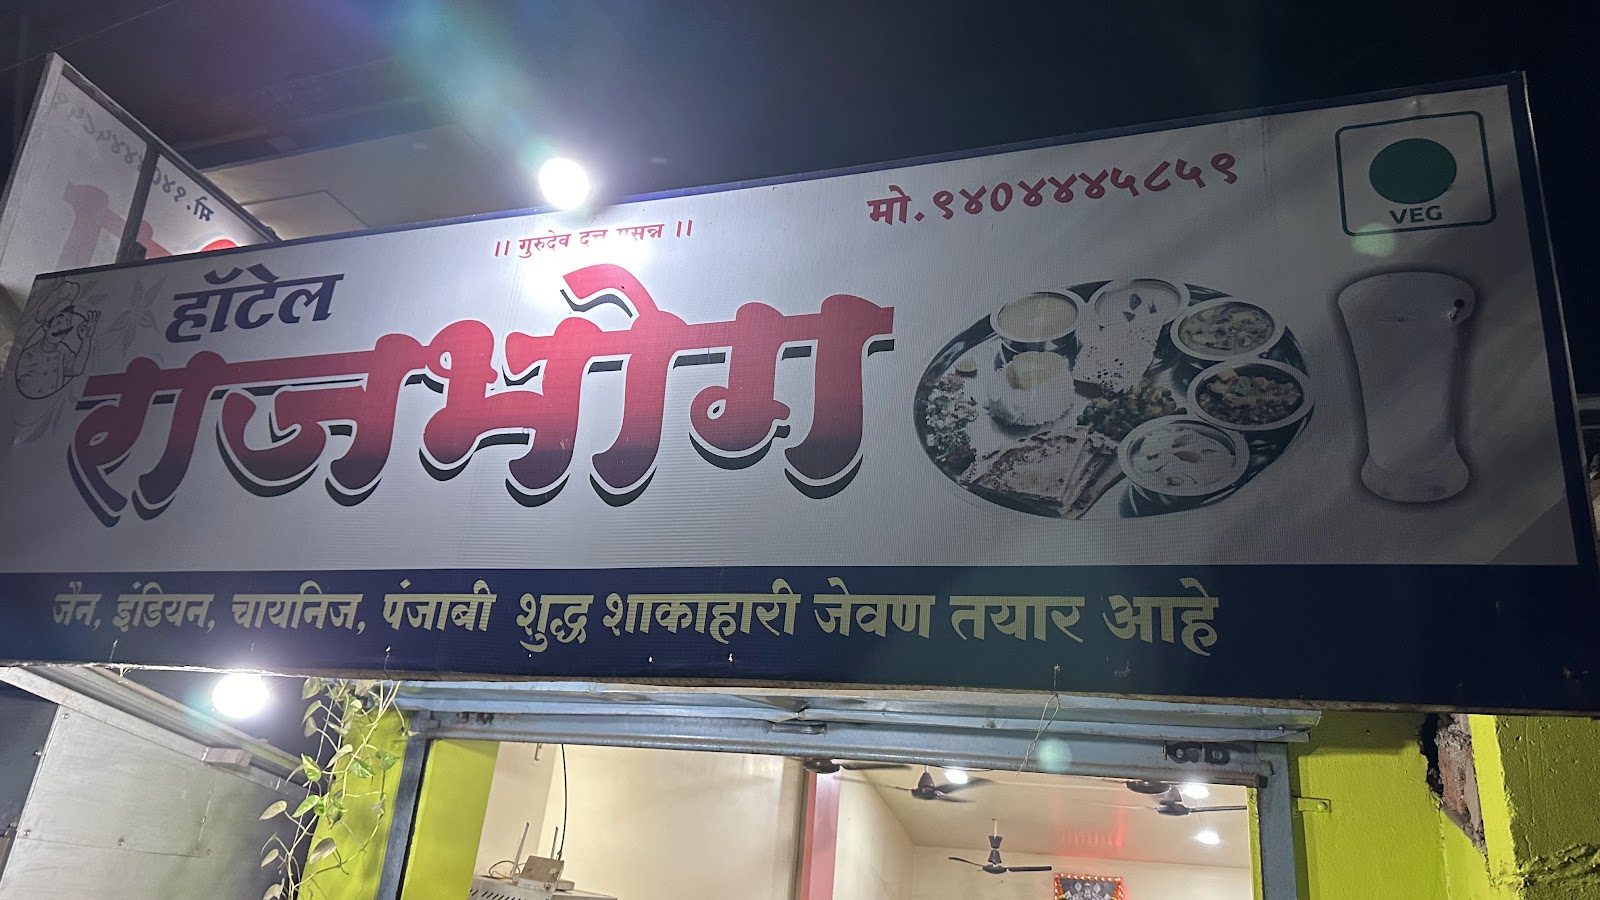 ।। गुरुदेव दत्त प्रसन्न ।।
मो.९४०४४४५८५९
VEG
हॉटेल
राजभोग
जैन, इंडियन, चायनिज, पंजाबी शुद्ध शाकाहारी जेवण तयार आहे